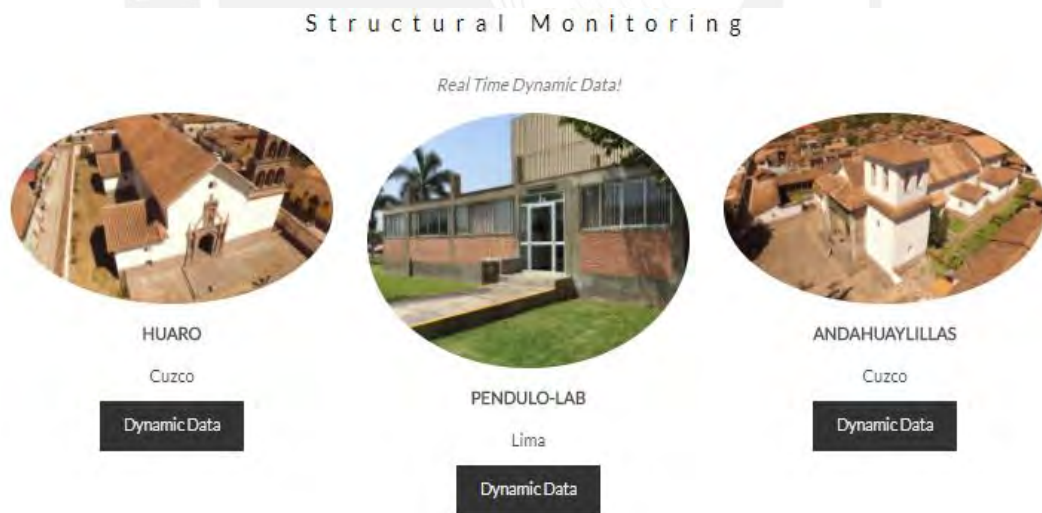 Structural Monitoring
Real Time Dynamic Data!
HUARO
Cuzco
Dynamic Data
PENDULO-LAB
Lima
Dynamic Data
ANDAHUAYLILLAS
Cuzco
Dynamic Data